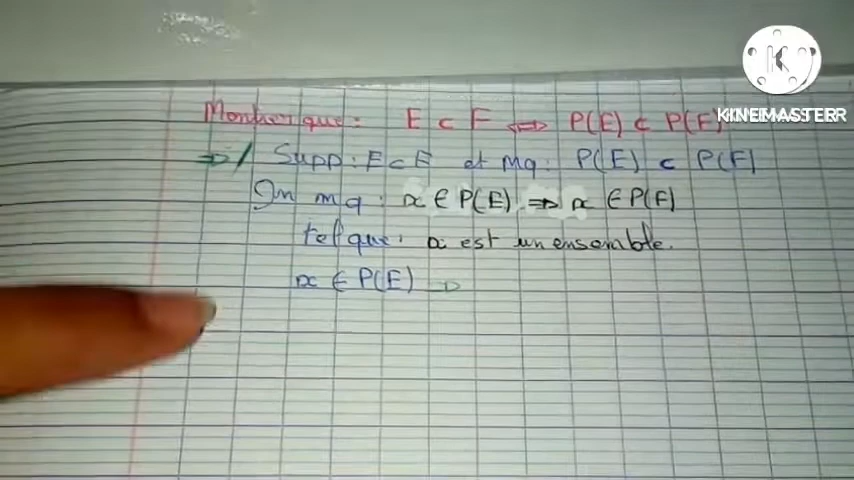 KINEMASTER
Montrer que : E ⊂ F ⇔ P(E) ⊂ P(F)
⇒/ Supp : E ⊂ F et Mq : P(E) ⊂ P(F)
On mq : x ∈ P(E) ⇒ x ∈ P(F)
tel que : x est un ensemble.
x ∈ P(E) ⇒